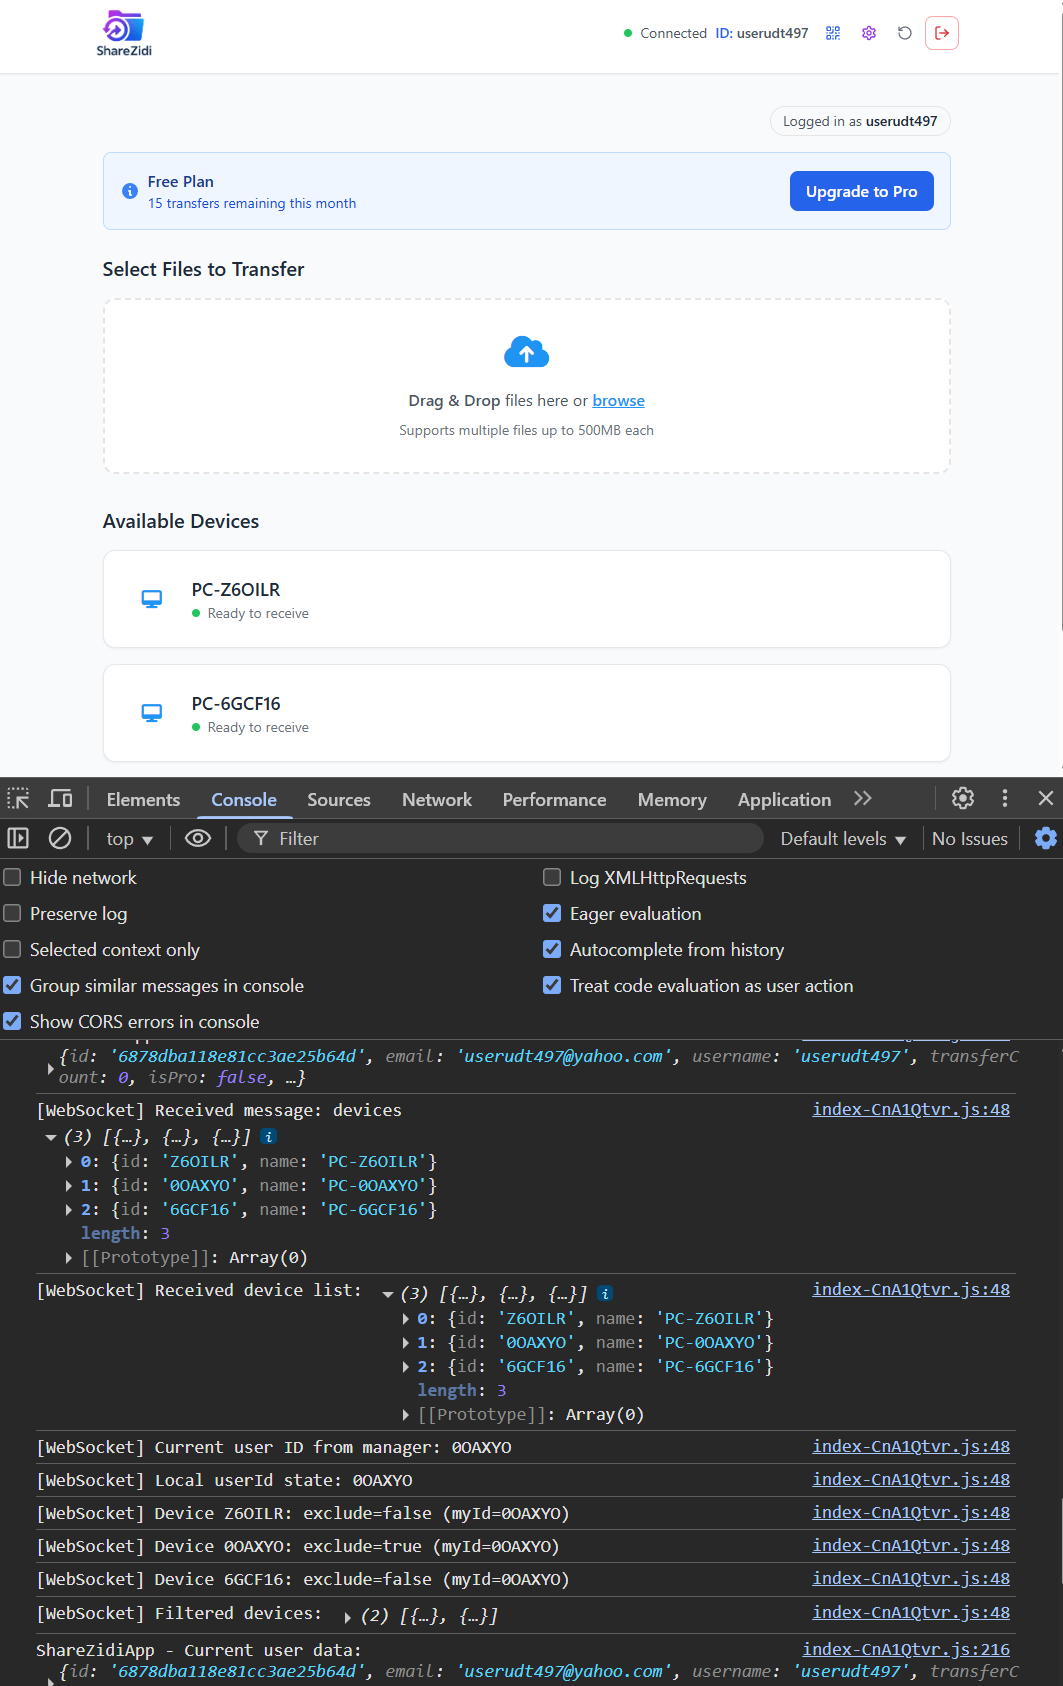 ShareZidi
Connected ID: userudt497
Logged in as userudt497
Free Plan
15 transfers remaining this month
Upgrade to Pro
Select Files to Transfer
Drag & Drop files here or browse
Supports multiple files up to 500MB each
Available Devices
PC-Z6OILR
Ready to receive
PC-6GCF16
Ready to receive
Elements Console Sources Network Performance Memory Application
top Filter Default levels No Issues
Hide network Log XMLHttpRequests
Preserve log Eager evaluation
Selected context only Autocomplete from history
Group similar messages in console Treat code evaluation as user action
Show CORS errors in console
{id: '6878dba118e81cc3ae25b64d', email: 'userudt497@yahoo.com', username: 'userudt497', transferC
ount: 0, isPro: false, …}
[WebSocket] Received message: devices index-CnA1Qtvr.js:48
(3) [{…}, {…}, {…}]
0: {id: 'Z6OILR', name: 'PC-Z6OILR'}
1: {id: '0OAXYO', name: 'PC-0OAXYO'}
2: {id: '6GCF16', name: 'PC-6GCF16'}
length: 3
[[Prototype]]: Array(0)
[WebSocket] Received device list: (3) [{…}, {…}, {…}] index-CnA1Qtvr.js:48
0: {id: 'Z6OILR', name: 'PC-Z6OILR'}
1: {id: '0OAXYO', name: 'PC-0OAXYO'}
2: {id: '6GCF16', name: 'PC-6GCF16'}
length: 3
[[Prototype]]: Array(0)
[WebSocket] Current user ID from manager: 0OAXYO index-CnA1Qtvr.js:48
[WebSocket] Local userId state: 0OAXYO index-CnA1Qtvr.js:48
[WebSocket] Device Z6OILR: exclude=false (myId=0OAXYO) index-CnA1Qtvr.js:48
[WebSocket] Device 0OAXYO: exclude=true (myId=0OAXYO) index-CnA1Qtvr.js:48
[WebSocket] Device 6GCF16: exclude=false (myId=0OAXYO) index-CnA1Qtvr.js:48
[WebSocket] Filtered devices: (2) [{…}, {…}] index-CnA1Qtvr.js:48
ShareZidiApp - Current user data: index-CnA1Qtvr.js:216
{id: '6878dba118e81cc3ae25b64d', email: 'userudt497@yahoo.com', username: 'userudt497', transferC